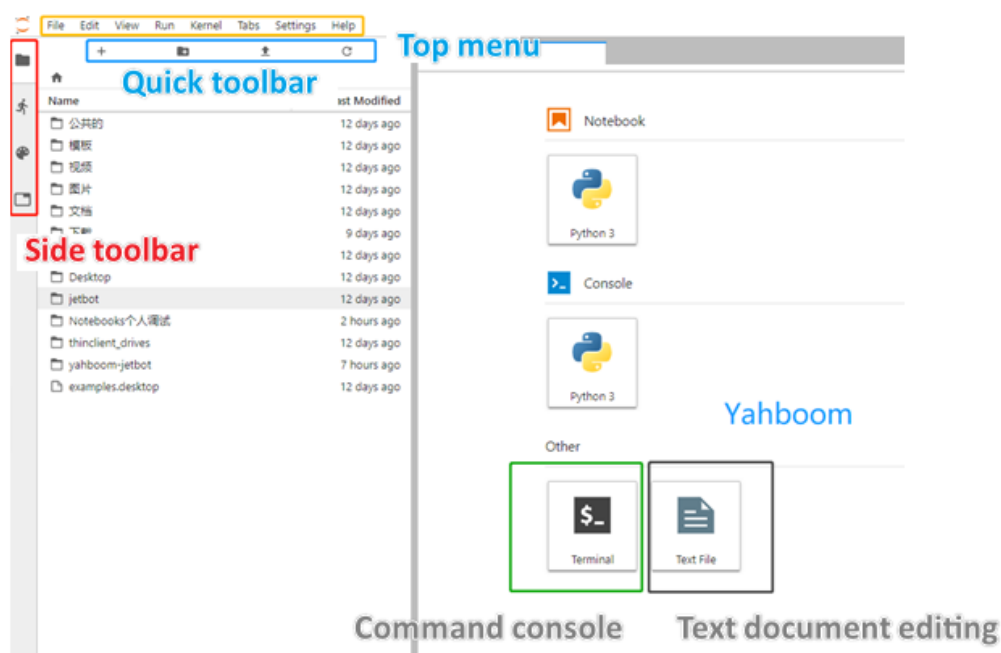 File Edit View Run Kernel Tabs Settings Help
Top menu
Quick toolbar
Name ast Modified
公共的 12 days ago
模板 12 days ago
视频 12 days ago
图片 12 days ago
文档 12 days ago
9 days ago
Side toolbar 12 days ago
Desktop 12 days ago
jetbot 12 days ago
Notebooks个人调试 2 hours ago
thinclient_drives 12 days ago
yahboom-jetbot 7 hours ago
examples.desktop 12 days ago
Notebook
Python 3
Console
Python 3
Yahboom
Other
$_
Terminal
Text File
Command console
Text document editing